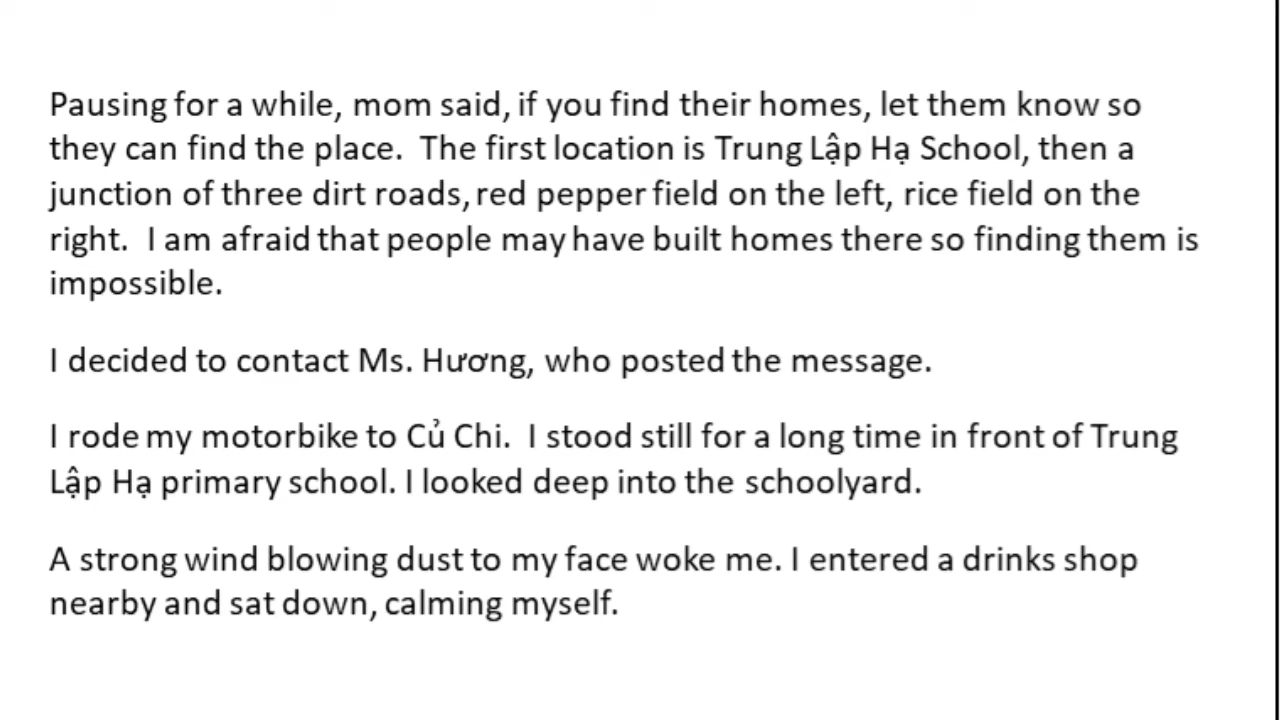 Pausing for a while, mom said, if you find their homes, let them know so
they can find the place.  The first location is Trung Lập Hạ School, then a
junction of three dirt roads, red pepper field on the left, rice field on the
right.  I am afraid that people may have built homes there so finding them is
impossible.
I decided to contact Ms. Hương, who posted the message.
I rode my motorbike to Củ Chi.  I stood still for a long time in front of Trung
Lập Hạ primary school. I looked deep into the schoolyard.
A strong wind blowing dust to my face woke me. I entered a drinks shop
nearby and sat down, calming myself.